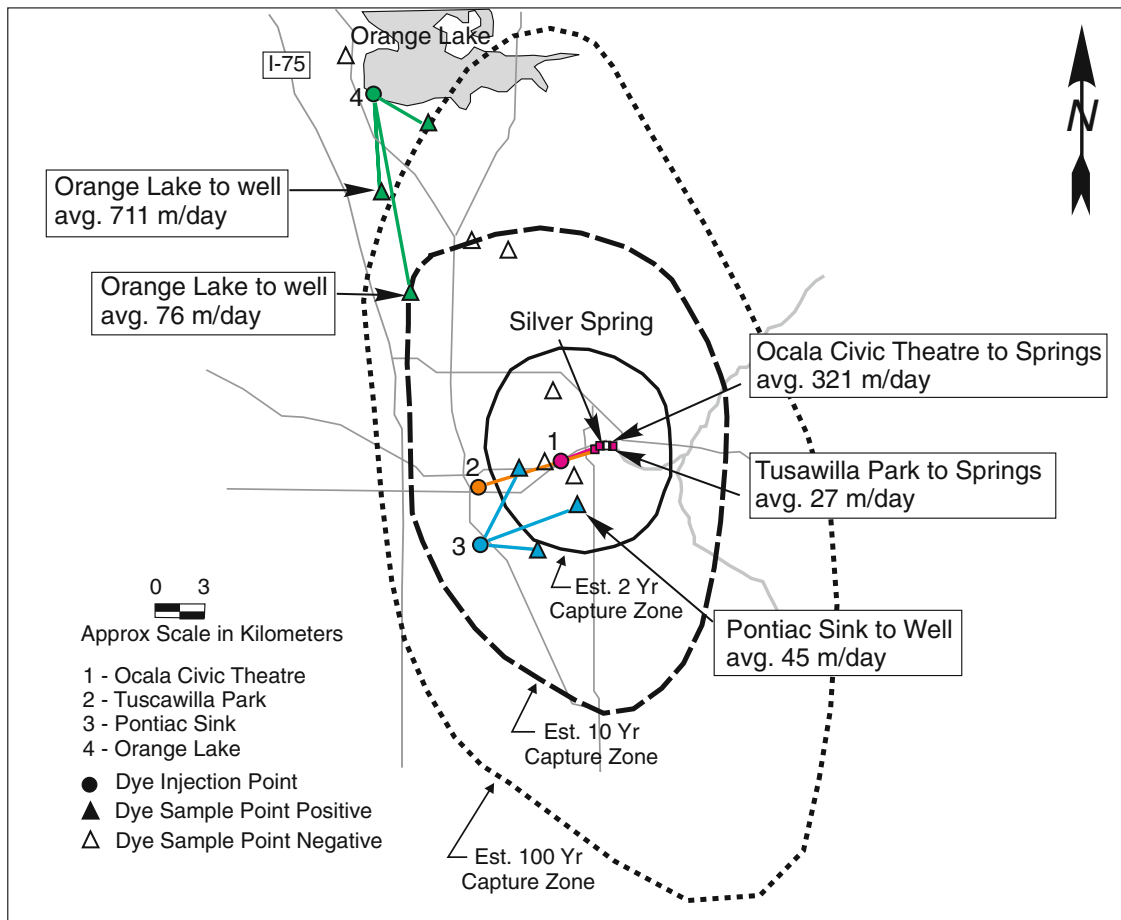 Orange Lake
I-75
N
4
Orange Lake to well
avg. 711 m/day
Orange Lake to well
avg. 76 m/day
Silver Spring
Ocala Civic Theatre to Springs
avg. 321 m/day
1
2
Tusawilla Park to Springs
avg. 27 m/day
3
Est. 2 Yr
Capture Zone
Pontiac Sink to Well
avg. 45 m/day
0 3
Approx Scale in Kilometers
1 - Ocala Civic Theatre
2 - Tuscawilla Park
3 - Pontiac Sink
4 - Orange Lake
Dye Injection Point
Dye Sample Point Positive
Dye Sample Point Negative
Est. 10 Yr
Capture Zone
Est. 100 Yr
Capture Zone